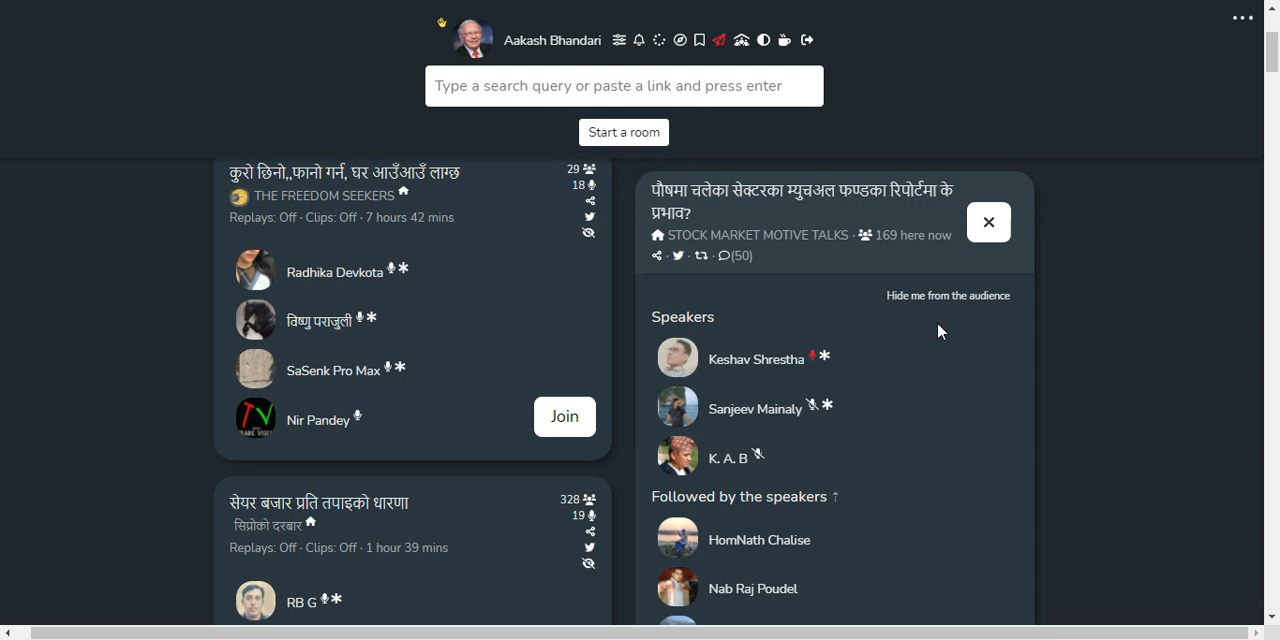 Aakash Bhandari
Type a search query or paste a link and press enter
Start a room
कुरो छिनो,,फानो गर्न, घर आउँआउँ लाग्छ
29
18
THE FREEDOM SEEKERS
Replays: Off · Clips: Off · 7 hours 42 mins
Radhika Devkota
विष्णु पराजुली
SaSenk Pro Max
Nir Pandey
Join
सेयर बजार प्रति तपाइको धारणा
328
19
सिप्रोको दरबार
Replays: Off · Clips: Off · 1 hour 39 mins
RB G
पौषमा चलेका सेक्टरका म्युचअल फण्डका रिपोर्टमा के
प्रभाव?
STOCK MARKET MOTIVE TALKS · 169 here now
(50)
Hide me from the audience
Speakers
Keshav Shrestha
Sanjeev Mainaly
K. A. B
Followed by the speakers ↑
HomNath Chalise
Nab Raj Poudel